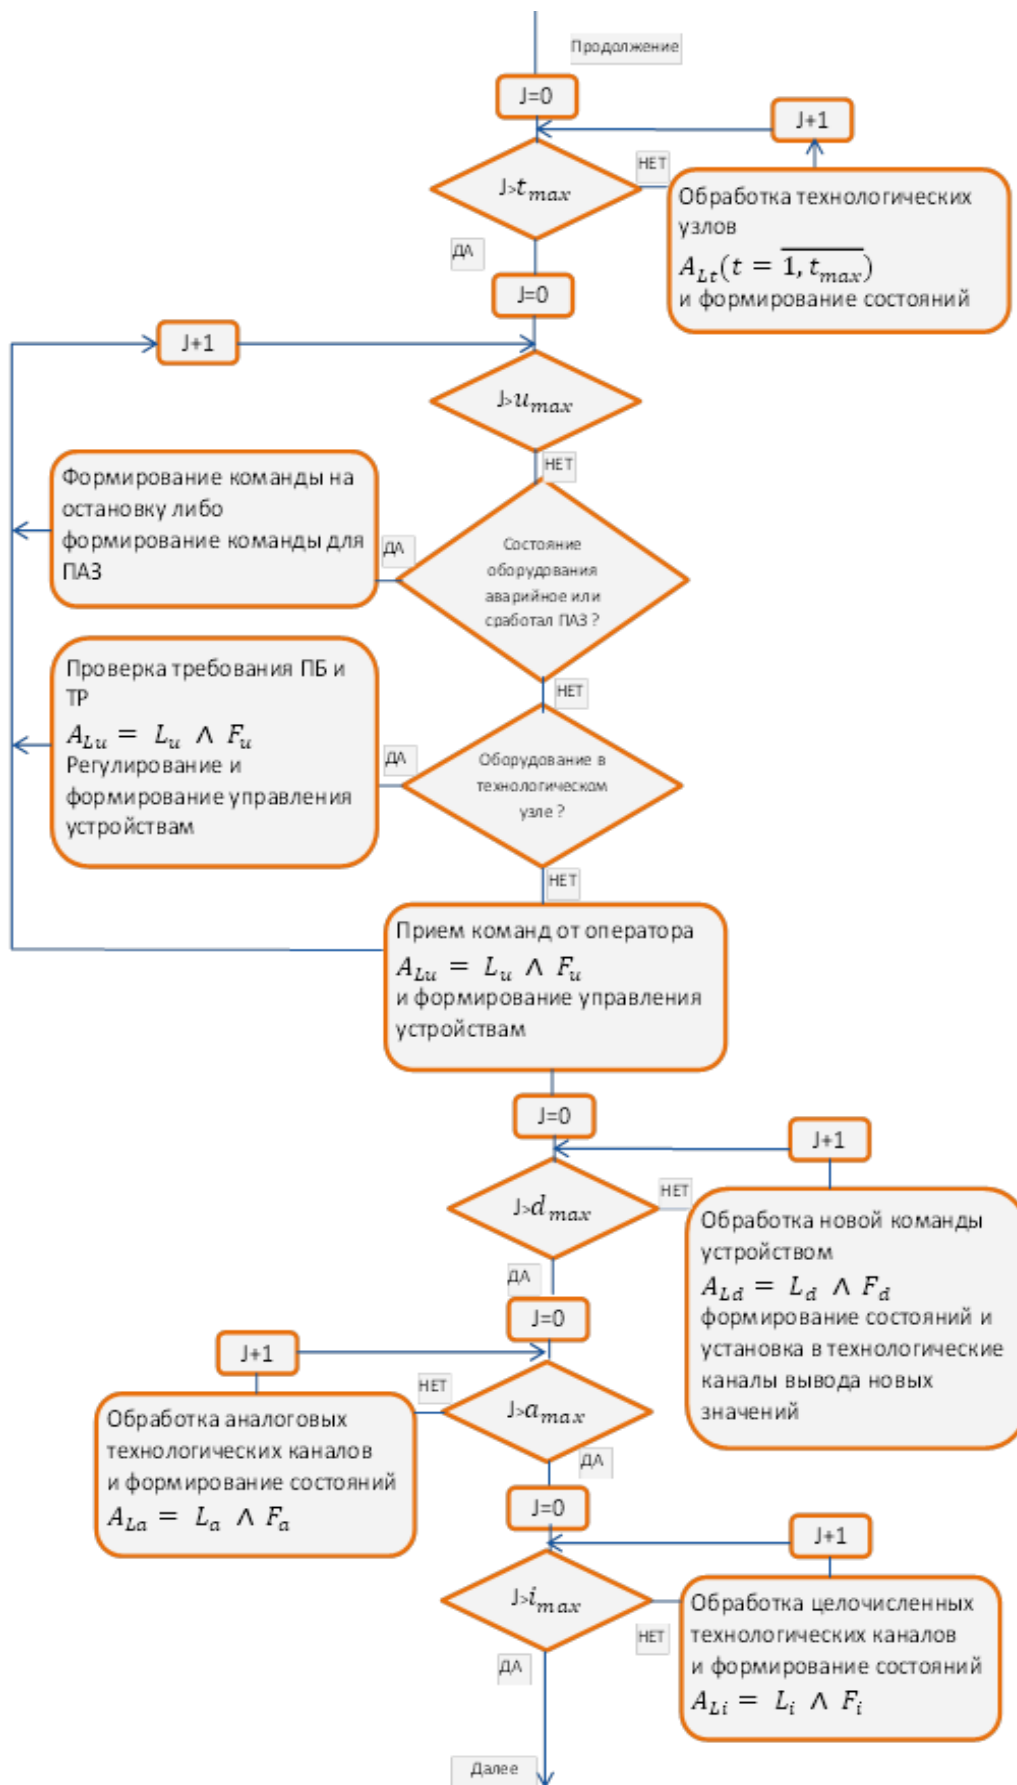 Продолжение
J=0
J+1
J>t_max
НЕТ
Обработка технологических
узлов
A_Lt(t = 1, t_max)
и формирование состояний
ДА
J=0
J+1
J>u_max
НЕТ
Формирование команды на
остановку либо
формирование команды для
ПАЗ
ДА
Состояние
оборудования
аварийное или
сработал ПАЗ ?
НЕТ
Проверка требования ПБ и
ТР
A_Lu = L_u ∧ F_u
Регулирование и
формирование управления
устройствам
ДА
Оборудование в
технологическом
узле ?
НЕТ
Прием команд от оператора
A_Lu = L_u ∧ F_u
и формирование управления
устройствам
J=0
J+1
J>d_max
НЕТ
Обработка новой команды
устройством
A_Ld = L_d ∧ F_d
формирование состояний и
установка в технологические
каналы вывода новых
значений
ДА
J=0
J+1
НЕТ
J>a_max
Обработка аналоговых
технологических каналов
и формирование состояний
A_La = L_a ∧ F_a
ДА
J=0
J+1
J>i_max
НЕТ
Обработка целочисленных
технологических каналов
и формирование состояний
A_Li = L_i ∧ F_i
ДА
Далее